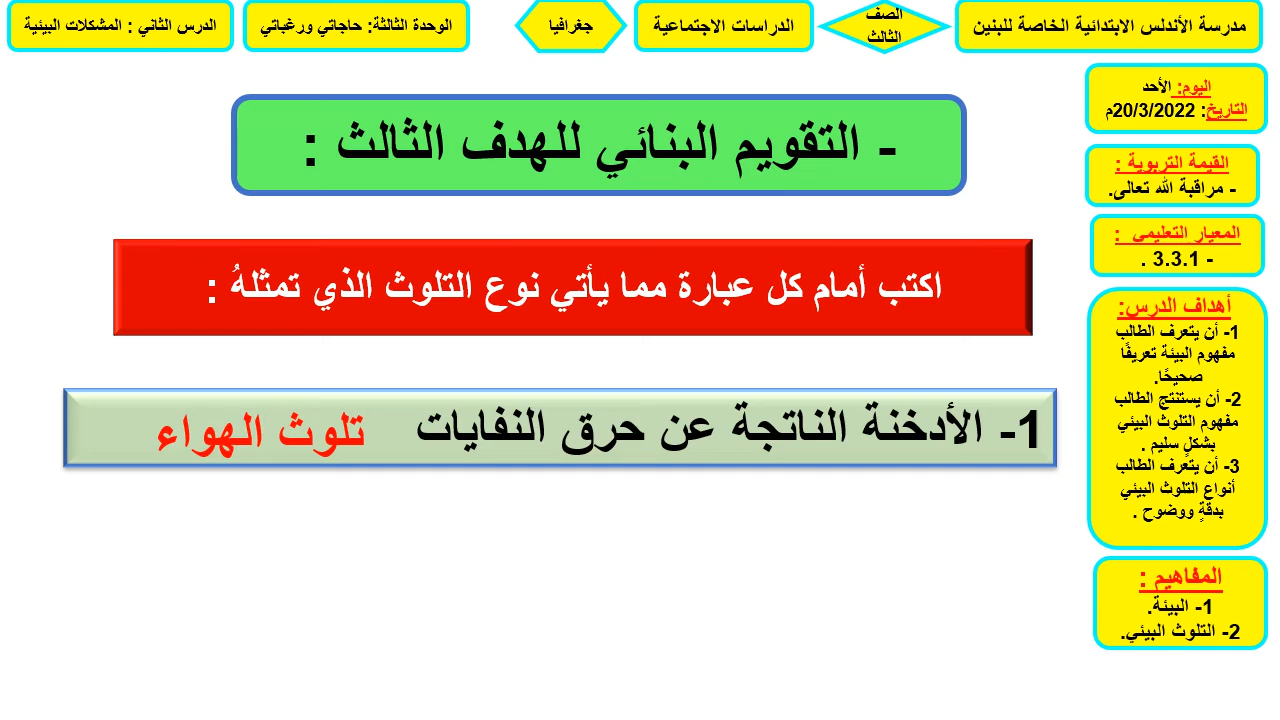 مدرسة الأندلس الابتدائية الخاصة للبنين
الصف
الثالث
الدراسات الاجتماعية
جغرافيا
الوحدة الثالثة: حاجاتي ورغباتي
الدرس الثاني : المشكلات البيئية
اليوم: الأحد
التاريخ: 20/3/2022م
القيمة التربوية :
- مراقبة الله تعالى.
المعيار التعليمي :
- 3.3.1 .
أهداف الدرس:
1- أن يتعرف الطالب
مفهوم البيئة تعريفًا
صحيحًا.
2- أن يستنتج الطالب
مفهوم التلوث البيئي
بشكلٍ سليم .
3- أن يتعرف الطالب
أنواع التلوث البيئي
بدقةٍ ووضوح .
المفاهيم :
1- البيئة.
2- التلوث البيئي.
- التقويم البنائي للهدف الثالث :
اكتب أمام كل عبارة مما يأتي نوع التلوث الذي تمثلهُ :
1- الأدخنة الناتجة عن حرق النفايات تلوث الهواء